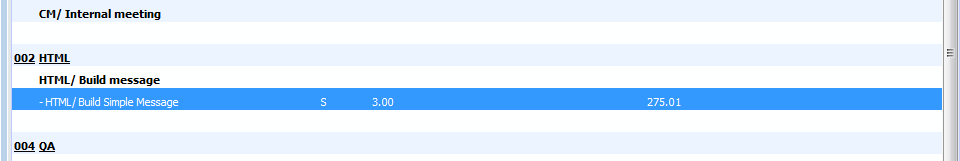 CM/ Internal meeting
002 HTML
HTML/ Build message
- HTML/ Build Simple Message S 3.00 275.01
004 QA